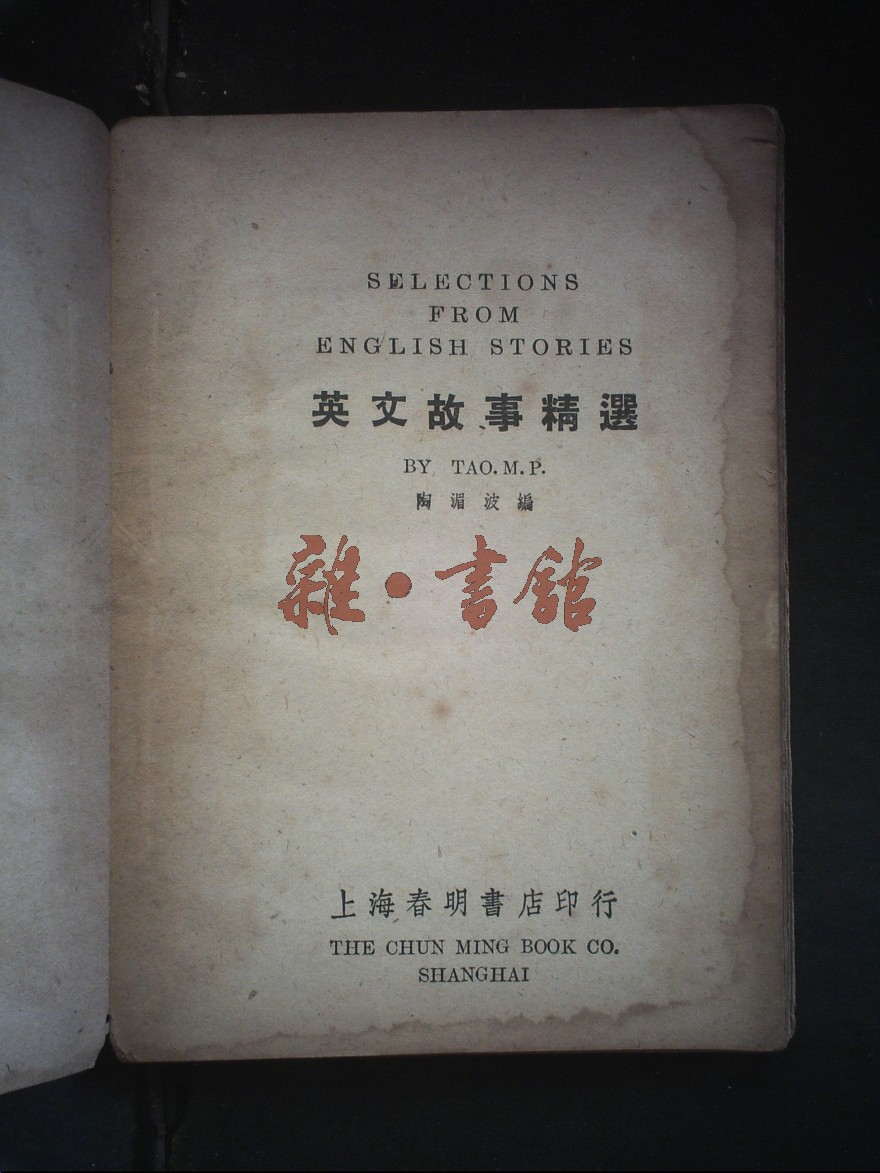 SELECTIONS
FROM
ENGLISH STORIES
英文故事精選
BY TAO. M. P.
陶湄波編
雜·書館
上海春明書店印行
THE CHUN MING BOOK CO.
SHANGHAI